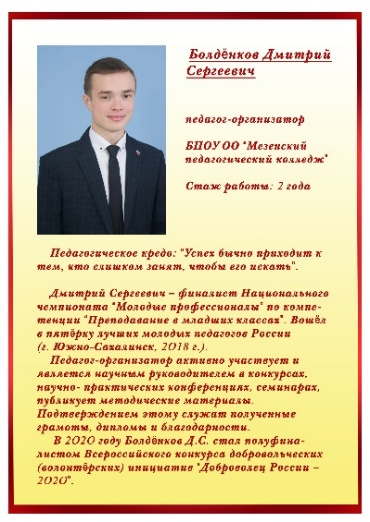 Болдёнков Дмитрий
Сергеевич
педагог-организатор
БПОУ ОО "Мезенский
педагогический колледж"
Стаж работы: 2 года
Педагогическое кредо: "Успех бычно приходит к
тем, кто слишком занят, чтобы его искать".
Дмитрий Сергеевич – финалист Национального
чемпионата "Молодые профессионалы" по компе-
тенции "Преподавание в младших классах". Вошёл
в пятёрку лучших молодых педагогов России
(г. Южно-Сахалинск, 2018 г.).
Педагог-организатор активно участвует и
является научным руководителем в конкурсах,
научно- практических конференциях, семинарах,
публикует методические материалы.
Подтверждением этому служат полученные
грамоты, дипломы и благодарности.
В 2020 году Болдёнков Д.С. стал полуфина-
листом Всероссийского конкурса добровольческих
(волонтёрских) инициатив "Доброволец России –
2020".